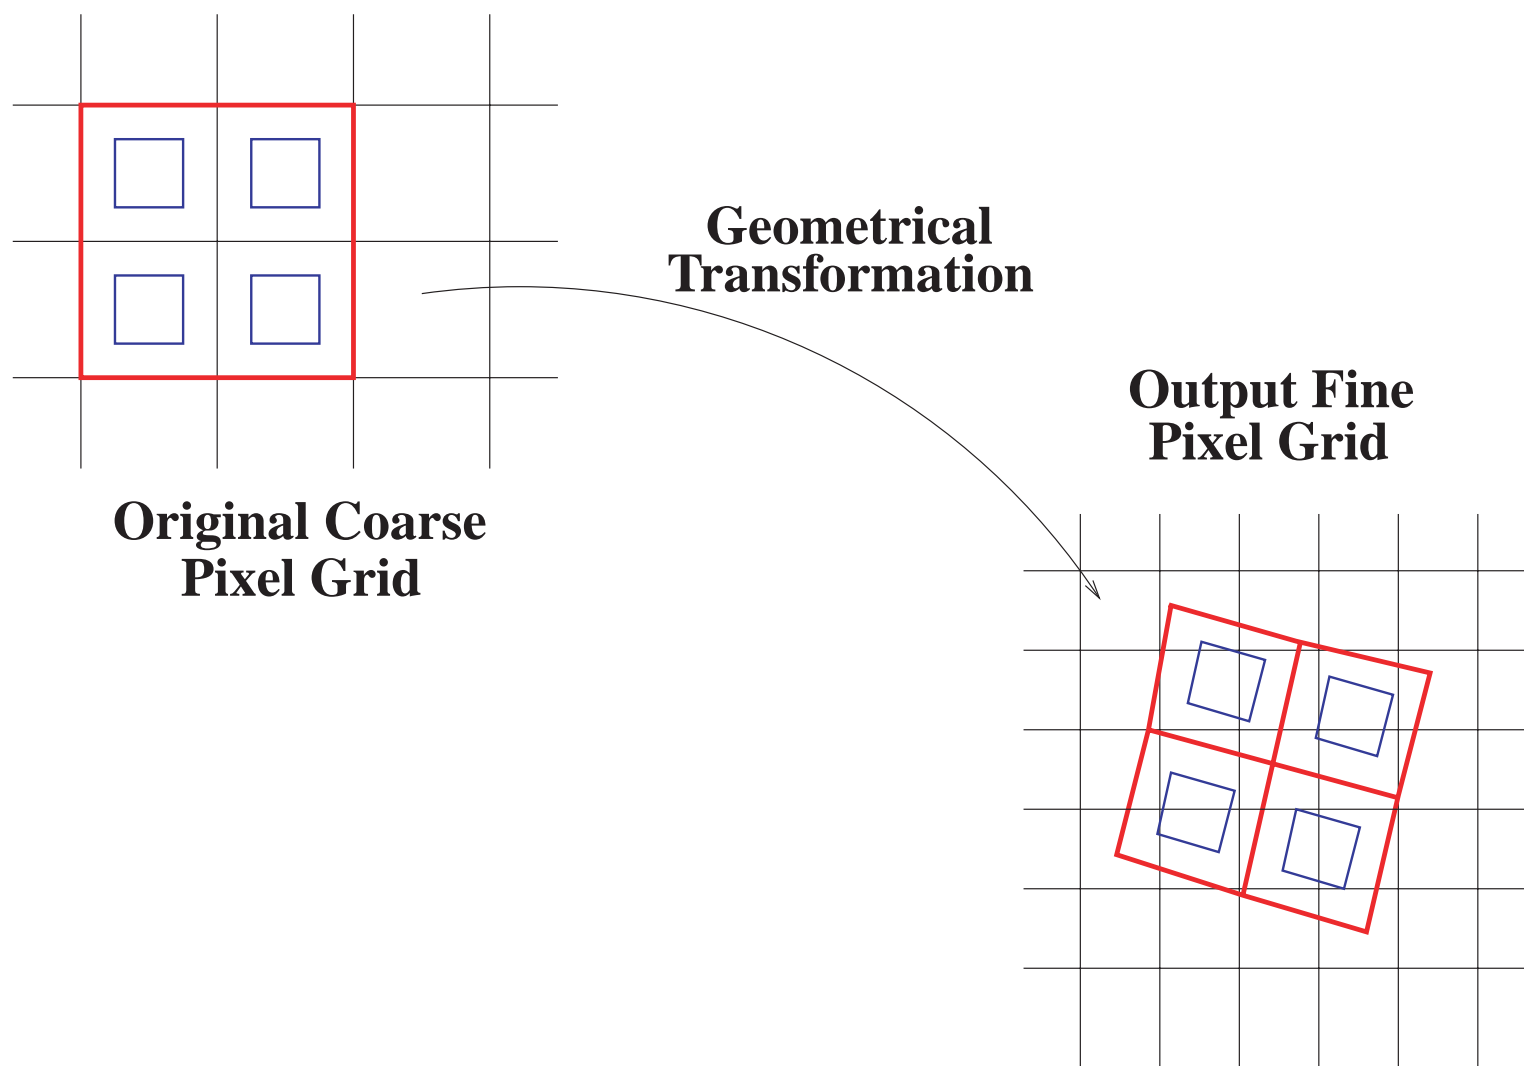 Geometrical
Transformation
Output Fine
Pixel Grid
Original Coarse
Pixel Grid